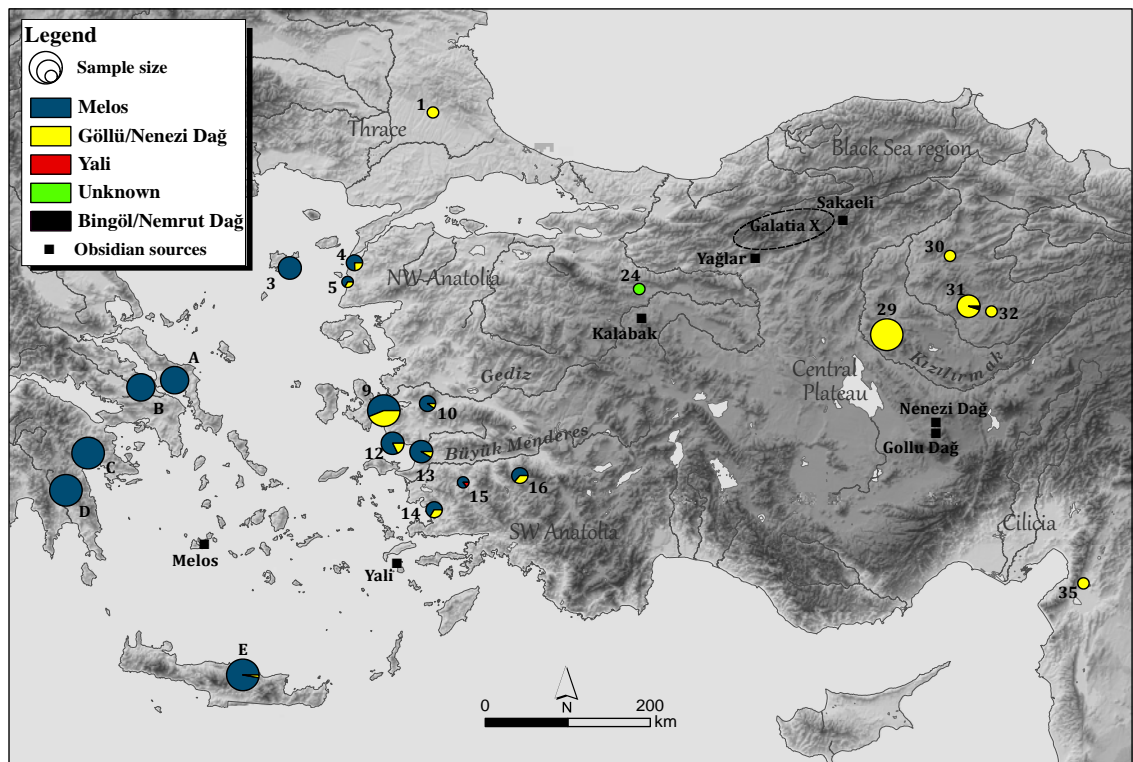 Legend
Sample size
Melos
Göllü/Nenezi Dağ
Yali
Unknown
Bingöl/Nemrut Dağ
Obsidian sources
1
Thrace
Black Sea region
Sakaeli
Galatia X
Yağlar
30
4
3
5
NW-Anatolia
24
Kalabak
31
32
29
Kızılırmak
Central
Plateau
A
B
Gediz
9
10
Nenezi Dağ
Gollu Dağ
12
Büyük Menderes
13
C
D
15
16
14
SW Anatolia
Cilicia
Melos
Yali
35
E
N
0
200
km